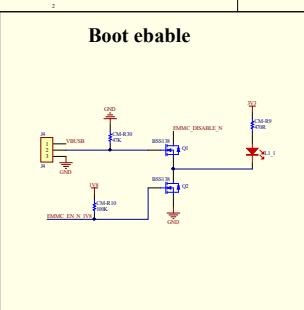 2
Boot ebable
GND
3V3
CM-R39
47K
CM-R9
470R
EMMC_DISABLE_N
J4
VBUSB
1
2
3
J4
GND
BSS138
Q1
L1_1
BSS138
Q2
1V8
CM-R10
100K
EMMC_EN_N_1V8
GND